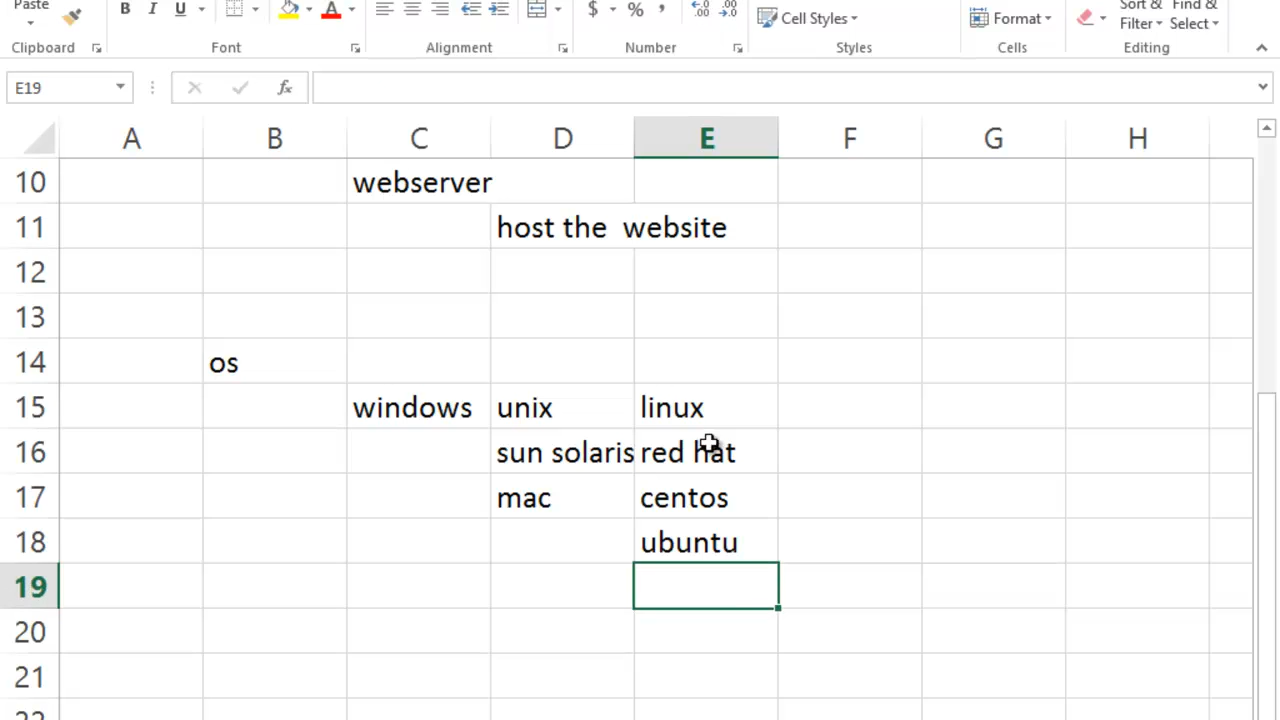 Paste
B I U
$ % ,
Cell Styles
Format
Sort & Find &
Filter Select
Clipboard Font Alignment Number Styles Cells Editing
E19 fx
A B C D E F G H
10 webserver
11 host the  website
12
13
14 os
15 windows unix linux
16 sun solaris red hat
17 mac centos
18 ubuntu
19
20
21